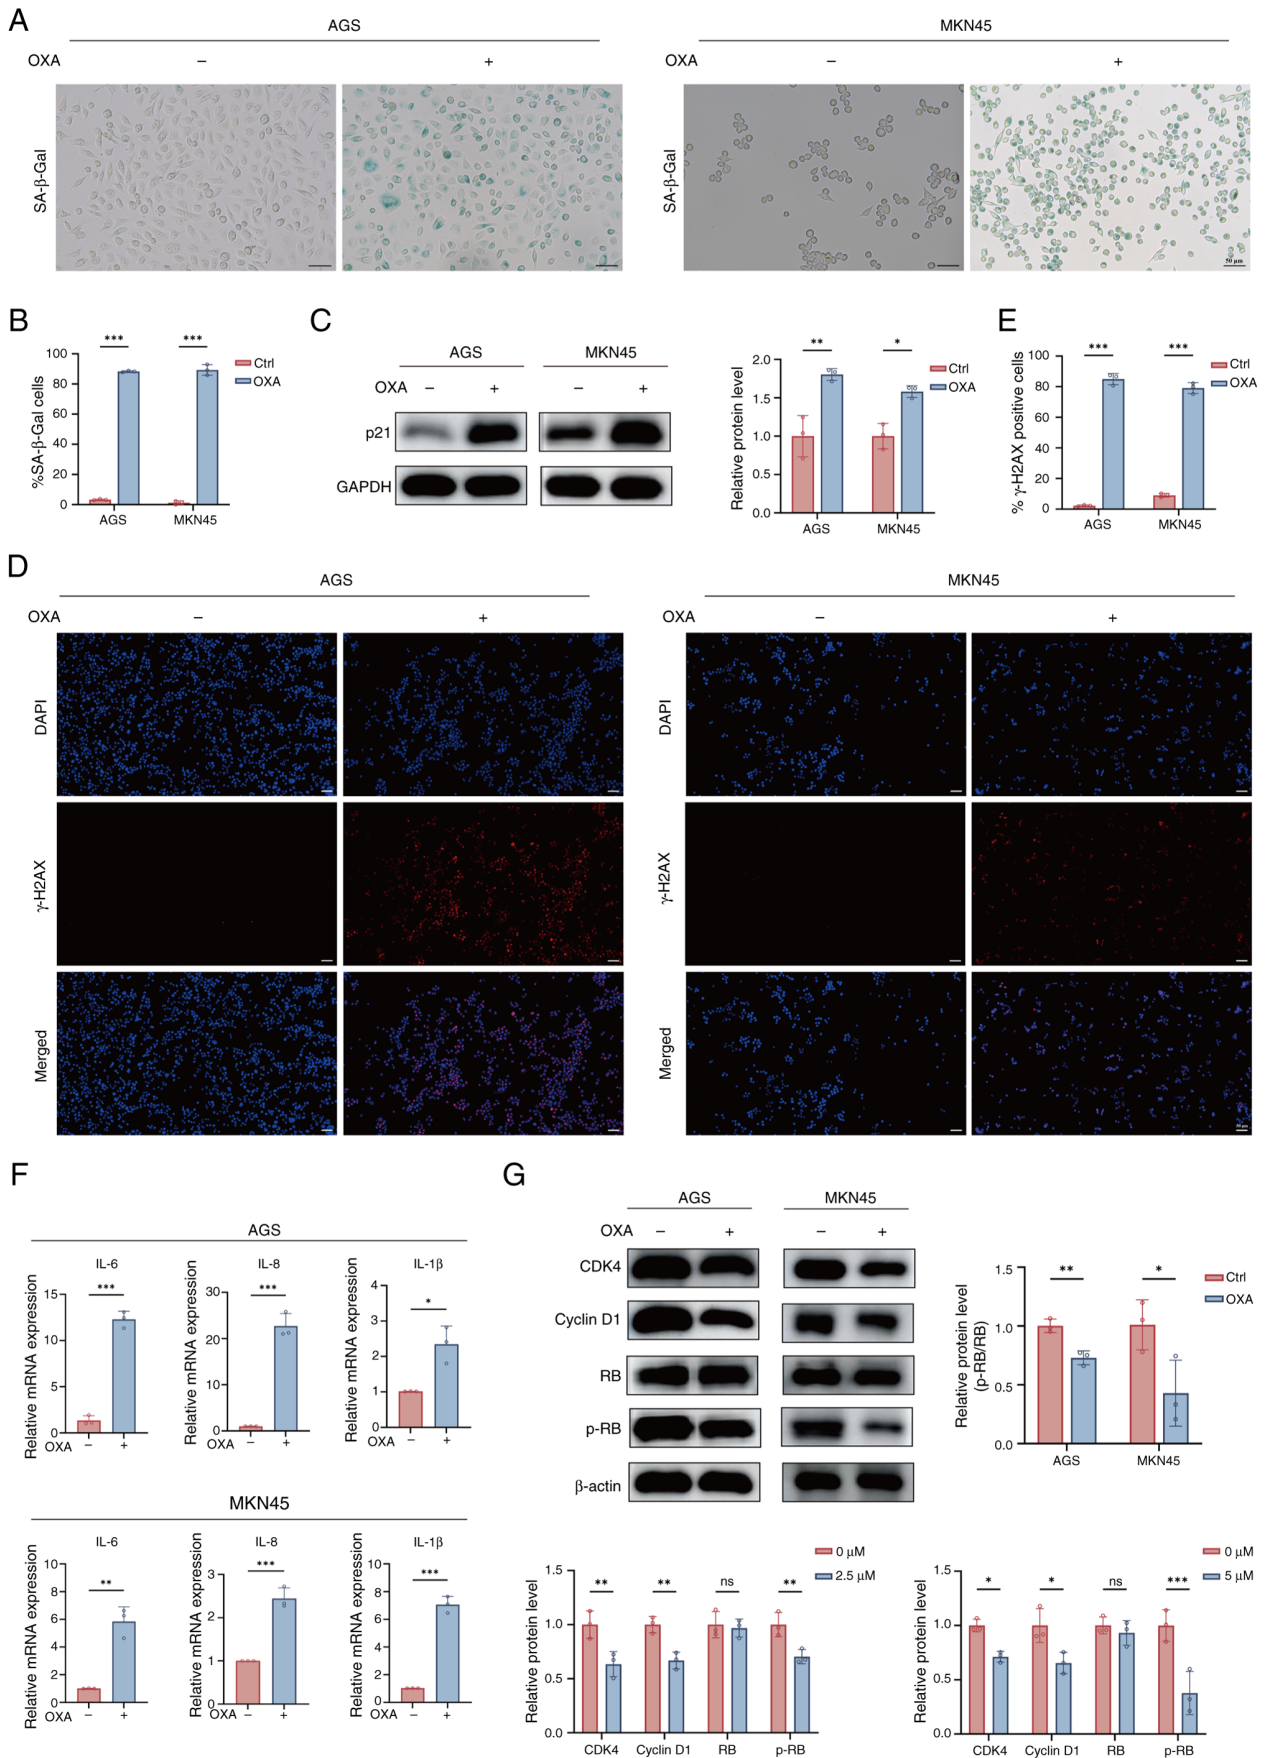 A
AGS
MKN45
OXA
–
+
OXA
–
+
SA-β-Gal
SA-β-Gal
50 μm
B
***
***
%SA-β-Gal cells
100
80
60
40
20
0
AGS
MKN45
Ctrl
OXA
C
AGS
MKN45
OXA
–
+
–
+
p21
GAPDH
**
*
Relative protein level
2.0
1.5
1.0
0.5
0.0
AGS
MKN45
Ctrl
OXA
E
***
***
% γ-H2AX positive cells
100
80
60
40
20
0
AGS
MKN45
Ctrl
OXA
D
AGS
MKN45
OXA
–
+
OXA
–
+
DAPI
DAPI
γ-H2AX
γ-H2AX
Merged
Merged
50 μm
F
AGS
IL-6
Relative mRNA expression
15
10
5
0
***
OXA
–
+
IL-8
Relative mRNA expression
30
20
10
0
***
OXA
–
+
IL-1β
Relative mRNA expression
4
3
2
1
0
*
OXA
–
+
MKN45
IL-6
Relative mRNA expression
10
8
6
4
2
0
**
OXA
–
+
IL-8
Relative mRNA expression
3
2
1
0
***
OXA
–
+
IL-1β
Relative mRNA expression
10
8
6
4
2
0
***
OXA
–
+
G
AGS
MKN45
OXA
–
+
–
+
CDK4
Cyclin D1
RB
p-RB
β-actin
Relative protein level
(p-RB/RB)
1.5
1.0
0.5
0.0
**
*
AGS
MKN45
Ctrl
OXA
Relative protein level
1.5
1.0
0.5
0.0
**
**
ns
**
CDK4
Cyclin D1
RB
p-RB
0 μM
2.5 μM
Relative protein level
1.5
1.0
0.5
0.0
*
*
ns
***
CDK4
Cyclin D1
RB
p-RB
0 μM
5 μM